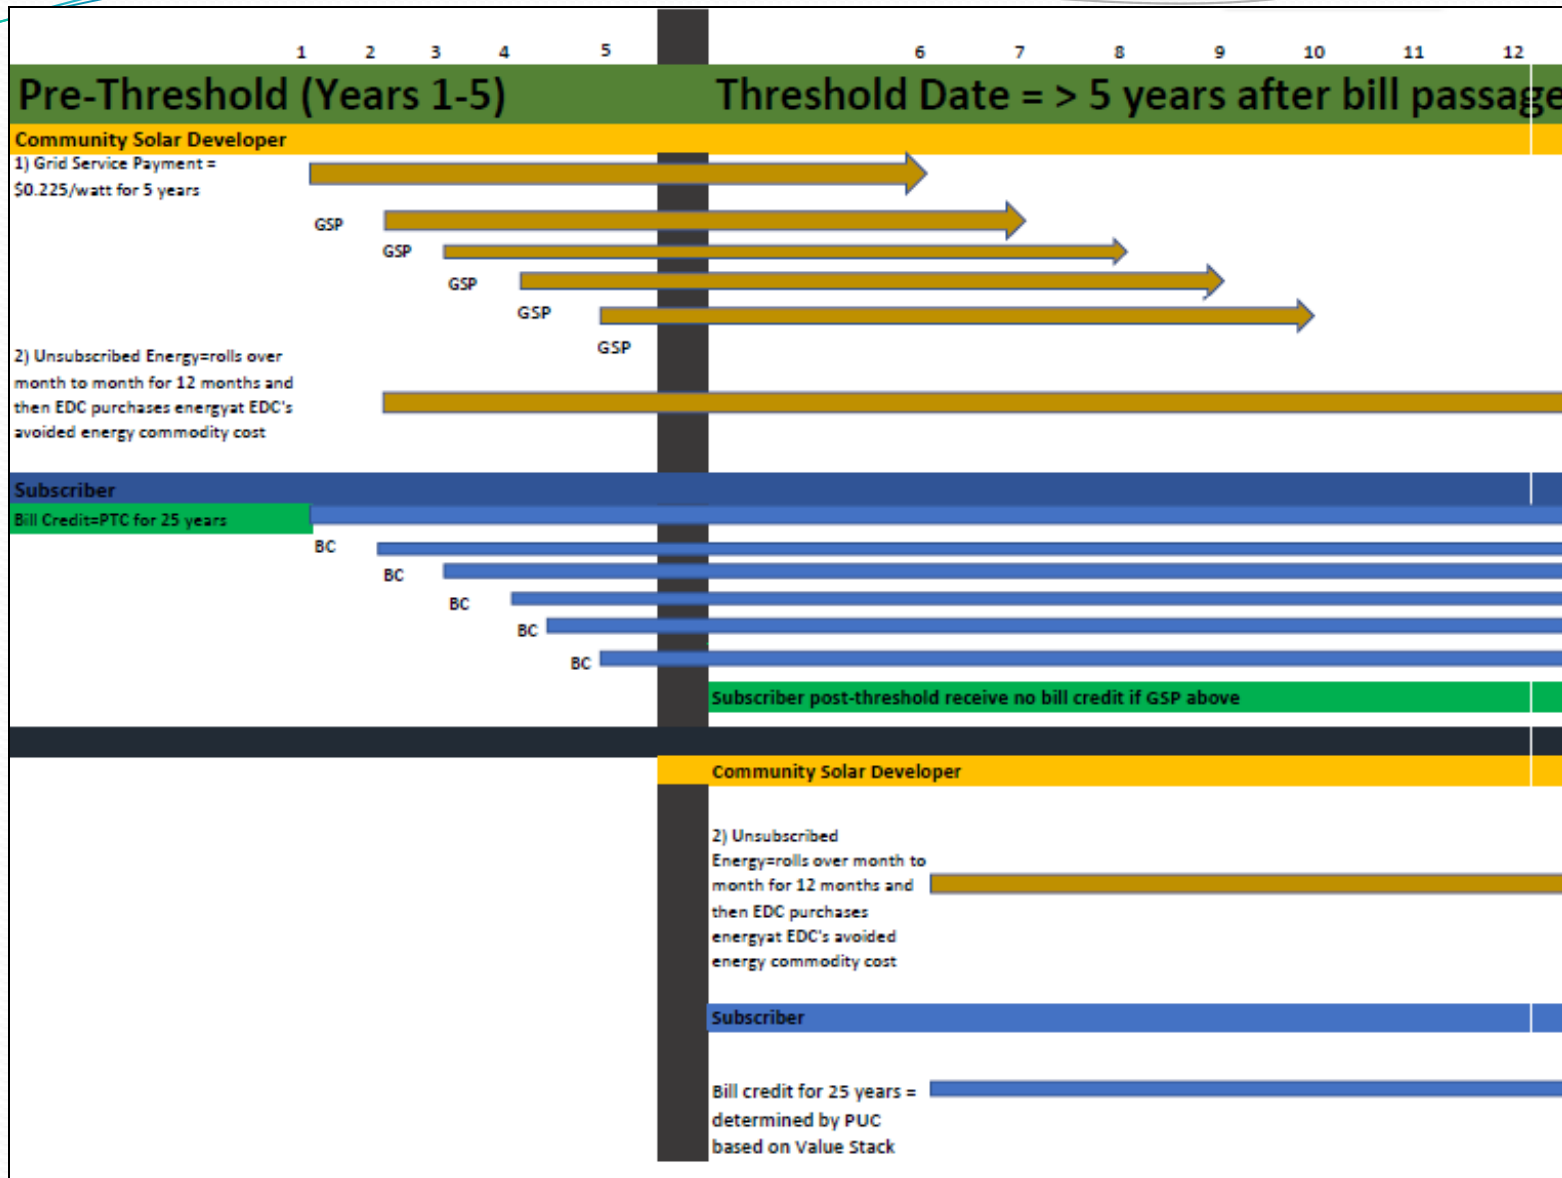 1 2 3 4 5 6 7 8 9 10 11 12
Pre-Threshold (Years 1-5)
Threshold Date = > 5 years after bill passage
Community Solar Developer
1) Grid Service Payment =
$0.225/watt for 5 years
GSP
GSP
GSP
GSP
GSP
2) Unsubscribed Energy=rolls over
month to month for 12 months and
then EDC purchases energyat EDC's
avoided energy commodity cost
Subscriber
Bill Credit=PTC for 25 years
BC
BC
BC
BC
BC
Subscriber post-threshold receive no bill credit if GSP above
Community Solar Developer
2) Unsubscribed
Energy=rolls over month to
month for 12 months and
then EDC purchases
energyat EDC's avoided
energy commodity cost
Subscriber
Bill credit for 25 years =
determined by PUC
based on Value Stack